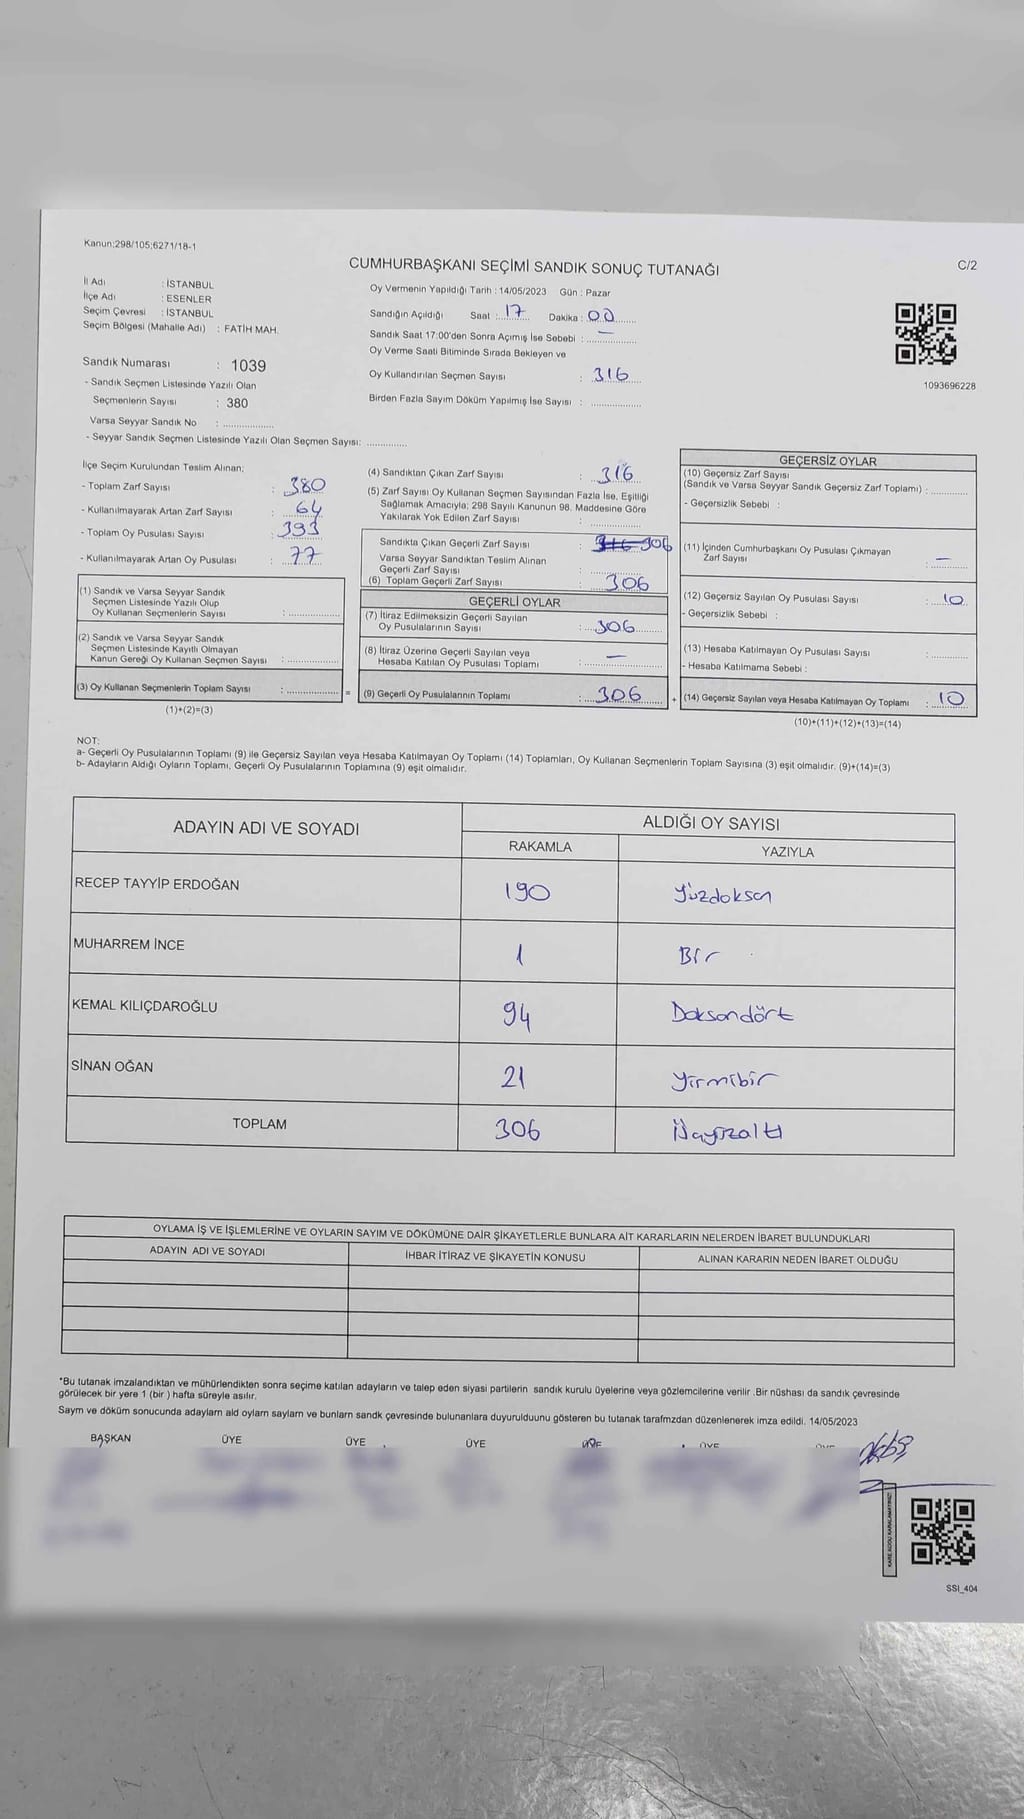 Kanun:298/105;6271/18-1
CUMHURBAŞKANI SEÇİMİ SANDIK SONUÇ TUTANAĞI
C/2
İl Adı : İSTANBUL
İlçe Adı : ESENLER
Seçim Çevresi : İSTANBUL
Seçim Bölgesi (Mahalle Adı) : FATİH MAH.
Oy Vermenin Yapıldığı Tarih : 14/05/2023 Gün : Pazar
Sandığın Açıldığı Saat : 17 Dakika : 00
Sandık Saat 17:00'den Sonra Açımış İse Sebebi : —
Oy Verme Saati Bitiminde Sırada Bekleyen ve
Oy Kullandırılan Seçmen Sayısı : 316
Birden Fazla Sayım Döküm Yapılmış İse Sayısı :
1093696228
Sandık Numarası : 1039
- Sandık Seçmen Listesinde Yazılı Olan
Seçmenlerin Sayısı : 380
Varsa Seyyar Sandık No :
- Seyyar Sandık Seçmen Listesinde Yazılı Olan Seçmen Sayısı:
İlçe Seçim Kurulundan Teslim Alınan;
- Toplam Zarf Sayısı : 380
- Kullanılmayarak Artan Zarf Sayısı : 64
- Toplam Oy Pusulası Sayısı : 393
- Kullanılmayarak Artan Oy Pusulası : 77
(1) Sandık ve Varsa Seyyar Sandık
Seçmen Listesinde Yazılı Olup
Oy Kullanan Seçmenlerin Sayısı :
(2) Sandık ve Varsa Seyyar Sandık
Seçmen Listesinde Kayıtlı Olmayan
Kanun Gereği Oy Kullanan Seçmen Sayısı :
(3) Oy Kullanan Seçmenlerin Toplam Sayısı : =
(1)+(2)=(3)
(4) Sandıktan Çıkan Zarf Sayısı : 316
(5) Zarf Sayısı Oy Kullanan Seçmen Sayısından Fazla İse, Eşitliği
Sağlamak Amacıyla; 298 Sayılı Kanunun 98. Maddesine Göre
Yakılarak Yok Edilen Zarf Sayısı :
Sandıkta Çıkan Geçerli Zarf Sayısı : 316 306
Varsa Seyyar Sandıktan Teslim Alınan
Geçerli Zarf Sayısı :
(6) Toplam Geçerli Zarf Sayısı : 306
GEÇERLİ OYLAR
(7) İtiraz Edilmeksizin Geçerli Sayılan
Oy Pusulalarının Sayısı : 306
(8) İtiraz Üzerine Geçerli Sayılan veya
Hesaba Katılan Oy Pusulası Toplamı : —
(9) Geçerli Oy Pusulalarının Toplamı : 306 +
GEÇERSİZ OYLAR
(10) Geçersiz Zarf Sayısı
(Sandık ve Varsa Seyyar Sandık Geçersiz Zarf Toplamı) :
- Geçersizlik Sebebi :
(11) İçinden Cumhurbaşkanı Oy Pusulası Çıkmayan
Zarf Sayısı : —
(12) Geçersiz Sayılan Oy Pusulası Sayısı : 10
- Geçersizlik Sebebi :
(13) Hesaba Katılmayan Oy Pusulası Sayısı :
- Hesaba Katılmama Sebebi :
(14) Geçersiz Sayılan veya Hesaba Katılmayan Oy Toplamı : 10
(10)+(11)+(12)+(13)=(14)
NOT:
a- Geçerli Oy Pusulalarının Toplamı (9) ile Geçersiz Sayılan veya Hesaba Katılmayan Oy Toplamı (14) Toplamları, Oy Kullanan Seçmenlerin Toplam Sayısına (3) eşit olmalıdır. (9)+(14)=(3)
b- Adayların Aldığı Oyların Toplamı, Geçerli Oy Pusulalarının Toplamına (9) eşit olmalıdır.
ADAYIN ADI VE SOYADI
ALDIĞI OY SAYISI
RAKAMLA YAZIYLA
RECEP TAYYİP ERDOĞAN 190 Yüzdoksan
MUHARREM İNCE 1 Bir
KEMAL KILIÇDAROĞLU 94 Doksandört
SİNAN OĞAN 21 Yirmibir
TOPLAM 306
OYLAMA İŞ VE İŞLEMLERİNE VE OYLARIN SAYIM VE DÖKÜMÜNE DAİR ŞİKAYETLERLE BUNLARA AİT KARARLARIN NELERDEN İBARET BULUNDUKLARI
ADAYIN ADI VE SOYADI İHBAR İTİRAZ VE ŞİKAYETİN KONUSU ALINAN KARARIN NEDEN İBARET OLDUĞU
*Bu tutanak imzalandıktan ve mühürlendikten sonra seçime katılan adayların ve talep eden siyasi partilerin sandık kurulu üyelerine veya gözlemcilerine verilir .Bir nüshası da sandık çevresinde
görülecek bir yere 1 (bir ) hafta süreyle asılır.
Saym ve döküm sonucunda adaylarn ald oylarn saylarn ve bunlarn sandk çevresinde bulunanlara duyurulduunu gösteren bu tutanak tarafmzdan düzenlenerek imza edildi. 14/05/2023
BAŞKAN ÜYE ÜYE ÜYE ÜYE ÜYE
SSI_404